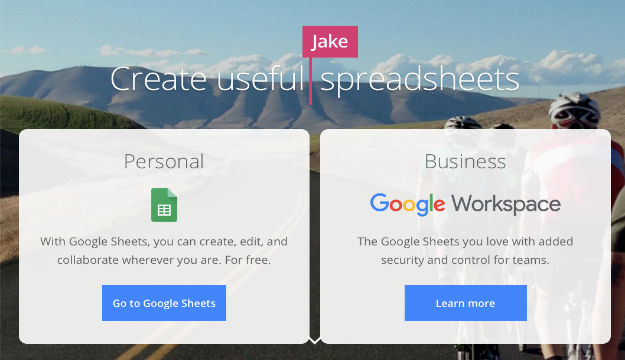 Jake
Create useful spreadsheets
Personal
With Google Sheets, you can create, edit, and
collaborate wherever you are. For free.
Go to Google Sheets
Business
Google Workspace
The Google Sheets you love with added
security and control for teams.
Learn more